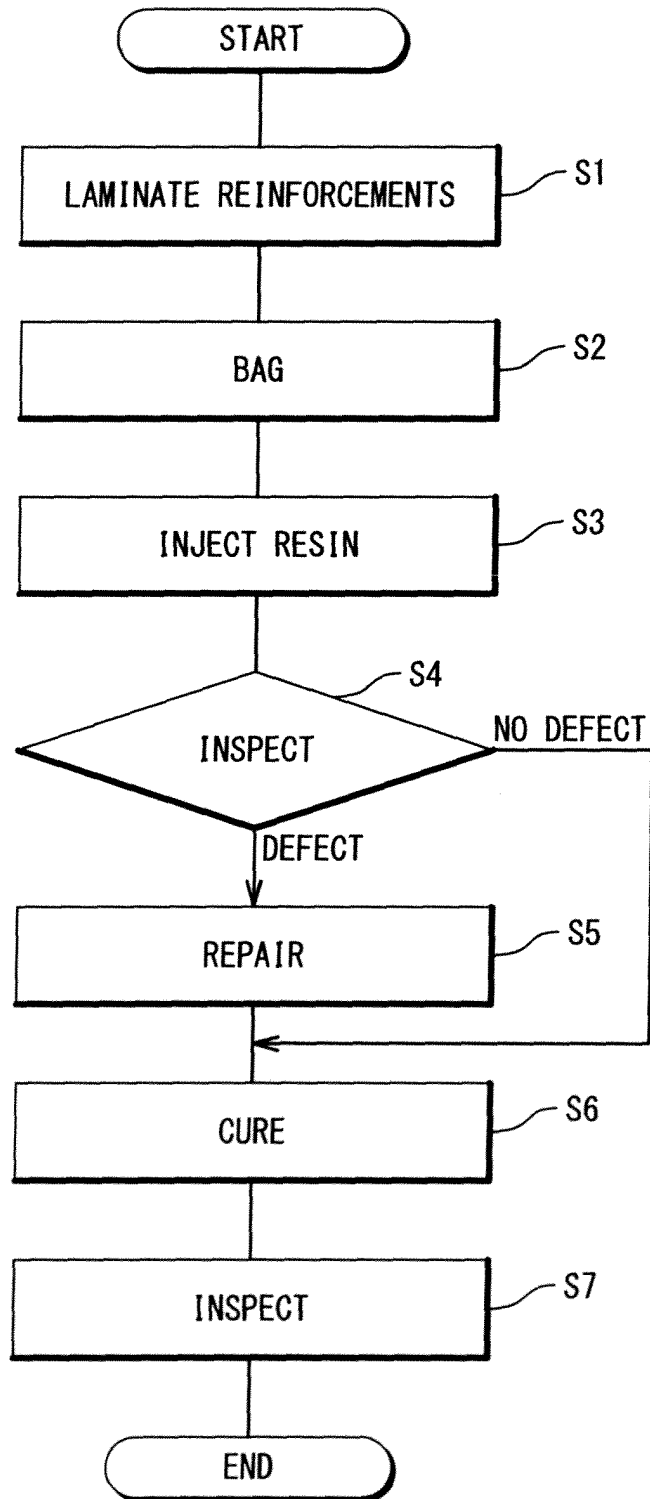 START
LAMINATE REINFORCEMENTS
S1
BAG
S2
INJECT RESIN
S3
INSPECT
S4
NO DEFECT
DEFECT
REPAIR
S5
CURE
S6
INSPECT
S7
END